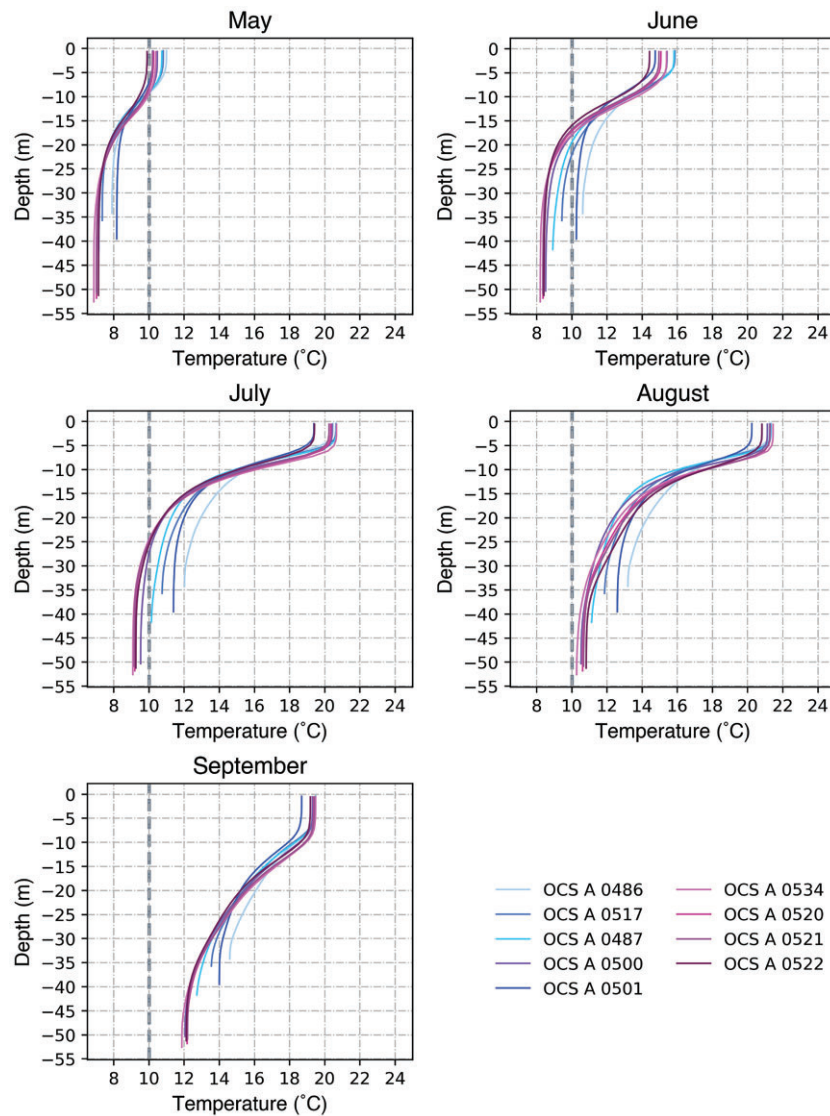 May
0
−5
−10
−15
−20
−25
−30
−35
−40
−45
−50
−55
Depth (m)
8 10 12 14 16 18 20 22 24
Temperature (˚C)
June
0
−5
−10
−15
−20
−25
−30
−35
−40
−45
−50
−55
Depth (m)
8 10 12 14 16 18 20 22 24
Temperature (˚C)
July
0
−5
−10
−15
−20
−25
−30
−35
−40
−45
−50
−55
Depth (m)
8 10 12 14 16 18 20 22 24
Temperature (˚C)
August
0
−5
−10
−15
−20
−25
−30
−35
−40
−45
−50
−55
Depth (m)
8 10 12 14 16 18 20 22 24
Temperature (˚C)
September
0
−5
−10
−15
−20
−25
−30
−35
−40
−45
−50
−55
Depth (m)
8 10 12 14 16 18 20 22 24
Temperature (˚C)
OCS A 0486
OCS A 0517
OCS A 0487
OCS A 0500
OCS A 0501
OCS A 0534
OCS A 0520
OCS A 0521
OCS A 0522